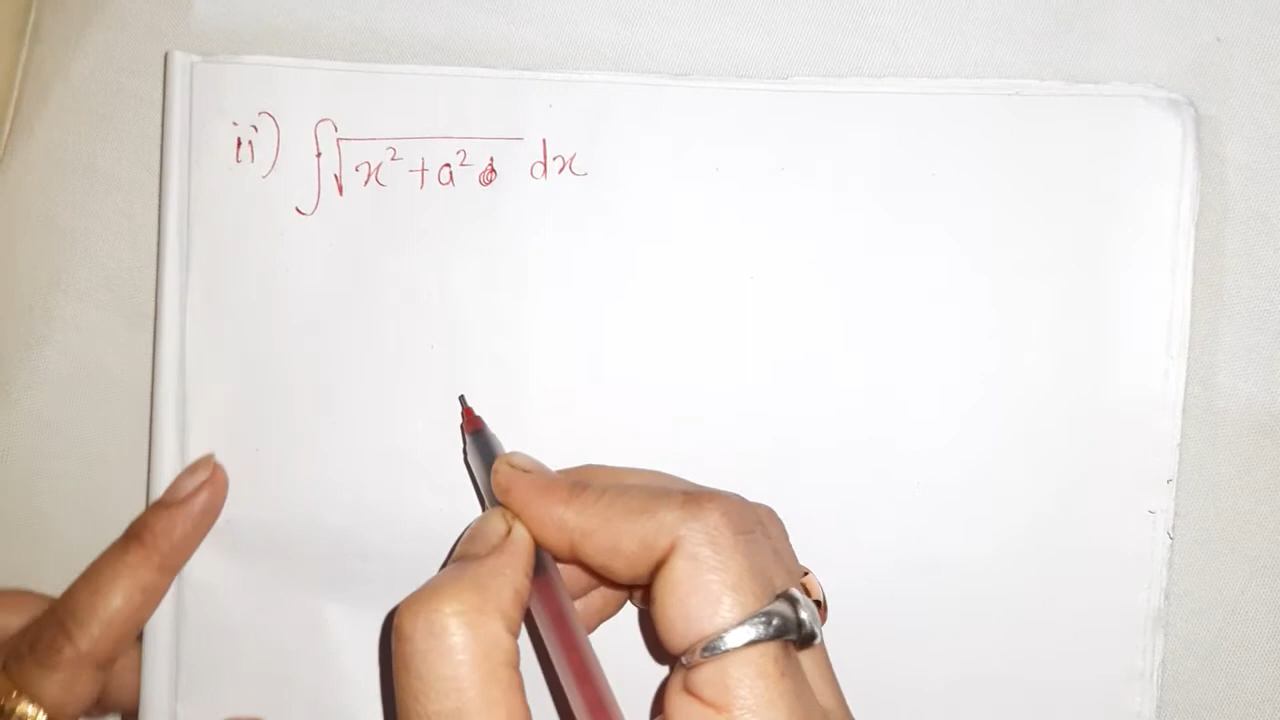 ii) ∫√x²+a² dx